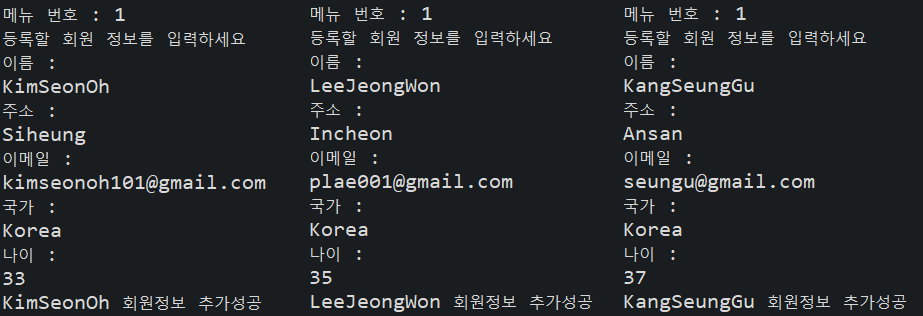 메뉴 번호 : 1
등록할 회원 정보를 입력하세요
이름 :
KimSeonOh
주소 :
Siheung
이메일 :
kimseonoh101@gmail.com
국가 :
Korea
나이 :
33
KimSeonOh 회원정보 추가성공
메뉴 번호 : 1
등록할 회원 정보를 입력하세요
이름 :
LeeJeongWon
주소 :
Incheon
이메일 :
plae001@gmail.com
국가 :
Korea
나이 :
35
LeeJeongWon 회원정보 추가성공
메뉴 번호 : 1
등록할 회원 정보를 입력하세요
이름 :
KangSeungGu
주소 :
Ansan
이메일 :
seungu@gmail.com
국가 :
Korea
나이 :
37
KangSeungGu 회원정보 추가성공